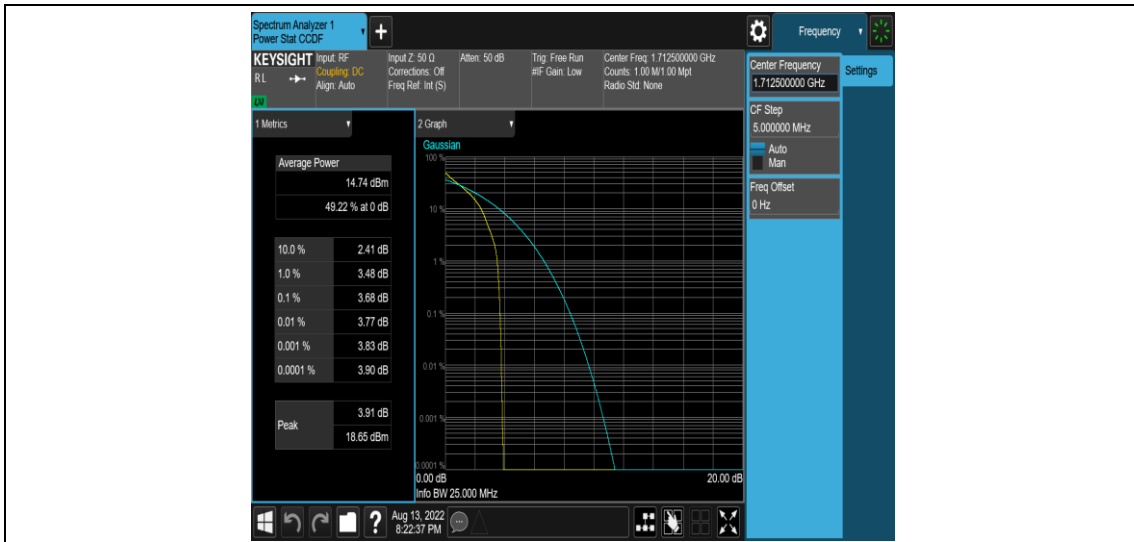 Spectrum Analyzer 1
Power Stat CCDF
+
Frequency
KEYSIGHT
RL
LXI
Input: RF
Coupling: DC
Align: Auto
Input Z: 50 Ω
Corrections: Off
Freq Ref: Int (S)
Atten: 50 dB
Trig: Free Run
#IF Gain: Low
Center Freq: 1.712500000 GHz
Counts: 1.00 M/1.00 Mpt
Radio Std: None
Center Frequency
1.712500000 GHz
Settings
CF Step
5.000000 MHz
Auto
Man
Freq Offset
0 Hz
1 Metrics
Average Power
14.74 dBm
49.22 % at 0 dB
10.0 % 2.41 dB
1.0 % 3.48 dB
0.1 % 3.68 dB
0.01 % 3.77 dB
0.001 % 3.83 dB
0.0001 % 3.90 dB
Peak
3.91 dB
18.65 dBm
2 Graph
Gaussian
100 %
10 %
1 %
0.1 %
0.01 %
0.001 %
0.0001 %
0.00 dB 20.00 dB
Info BW 25.000 MHz
?
Aug 13, 2022
8:22:37 PM